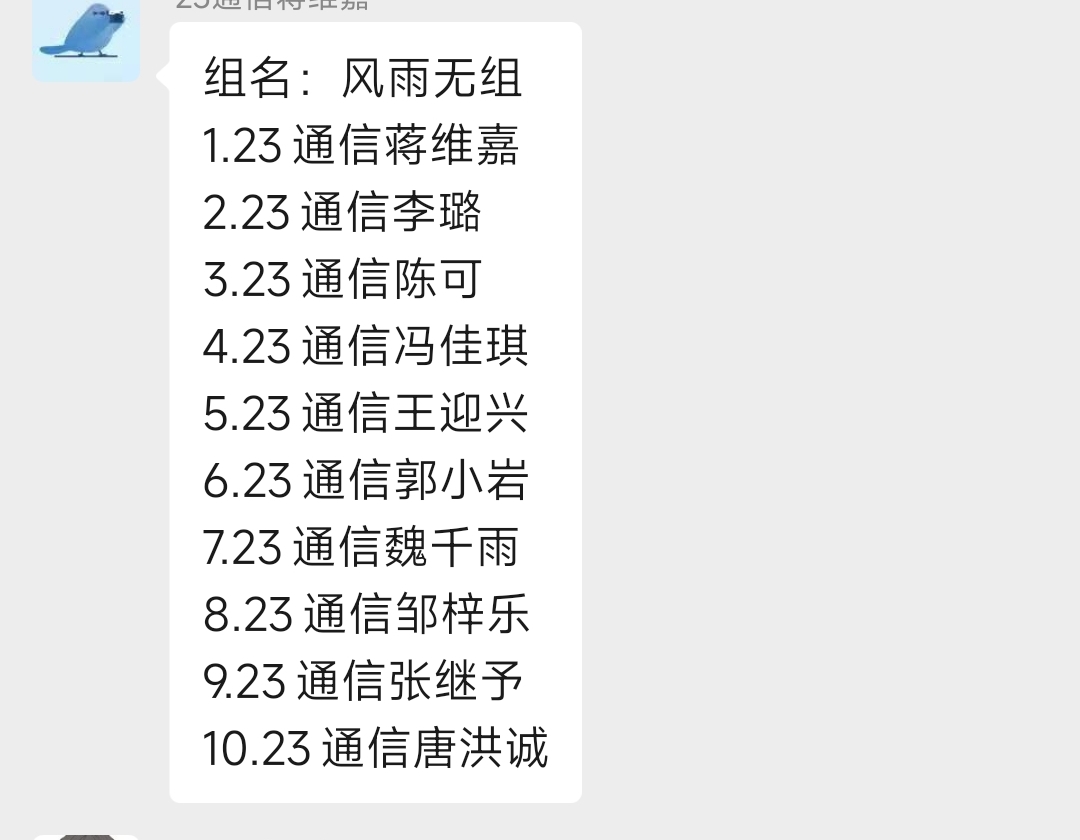 23通信蒋维嘉
组名：风雨无组
1.23 通信蒋维嘉
2.23 通信李璐
3.23 通信陈可
4.23 通信冯佳琪
5.23 通信王迎兴
6.23 通信郭小岩
7.23 通信魏千雨
8.23 通信邹梓乐
9.23 通信张继予
10.23 通信唐洪诚